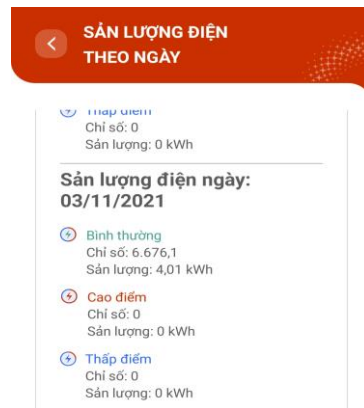 SẢN LƯỢNG ĐIỆN
THEO NGÀY
Thấp điểm
Chỉ số: 0
Sản lượng: 0 kWh
Sản lượng điện ngày:
03/11/2021
Bình thường
Chỉ số: 6.676,1
Sản lượng: 4,01 kWh
Cao điểm
Chỉ số: 0
Sản lượng: 0 kWh
Thấp điểm
Chỉ số: 0
Sản lượng: 0 kWh